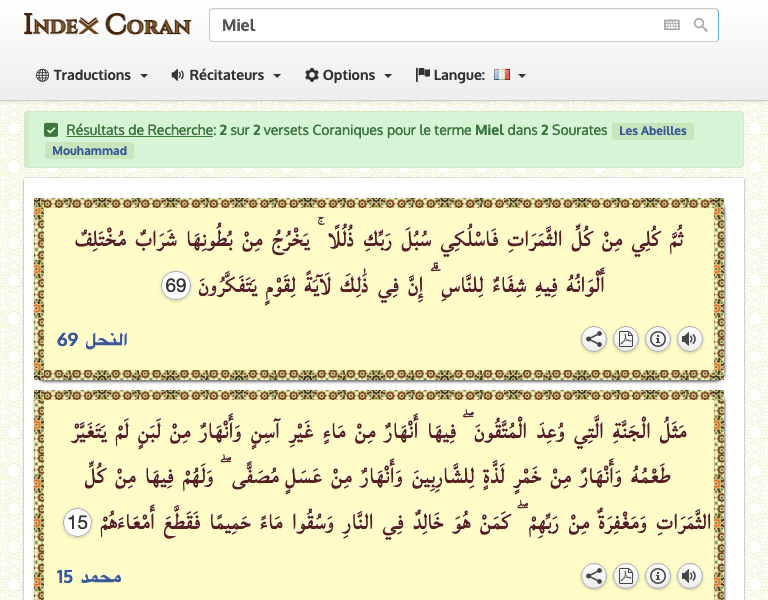 INDEX CORAN
Miel
Traductions
Récitateurs
Options
Langue:
Résultats de Recherche: 2 sur 2 versets Coraniques pour le terme Miel dans 2 Sourates Les Abeilles
Mouhammad
ثُمَّ كُلِي مِنْ كُلِّ الثَّمَرَاتِ فَاسْلُكِي سُبُلَ رَبِّكِ ذُلُلًا ۚ يَخْرُجُ مِنْ بُطُونِهَا شَرَابٌ مُخْتَلِفٌ
أَلْوَانُهُ فِيهِ شِفَاءٌ لِلنَّاسِ ۗ إِنَّ فِي ذَٰلِكَ لَآيَةً لِقَوْمٍ يَتَفَكَّرُونَ 69
النحل 69
مَثَلُ الْجَنَّةِ الَّتِي وُعِدَ الْمُتَّقُونَ ۖ فِيهَا أَنْهَارٌ مِنْ مَاءٍ غَيْرِ آسِنٍ وَأَنْهَارٌ مِنْ لَبَنٍ لَمْ يَتَغَيَّرْ
طَعْمُهُ وَأَنْهَارٌ مِنْ خَمْرٍ لَذَّةٍ لِلشَّارِبِينَ وَأَنْهَارٌ مِنْ عَسَلٍ مُصَفًّى ۖ وَلَهُمْ فِيهَا مِنْ كُلِّ
الثَّمَرَاتِ وَمَغْفِرَةٌ مِنْ رَبِّهِمْ ۖ كَمَنْ هُوَ خَالِدٌ فِي النَّارِ وَسُقُوا مَاءً حَمِيمًا فَقَطَّعَ أَمْعَاءَهُمْ 15
محمد 15